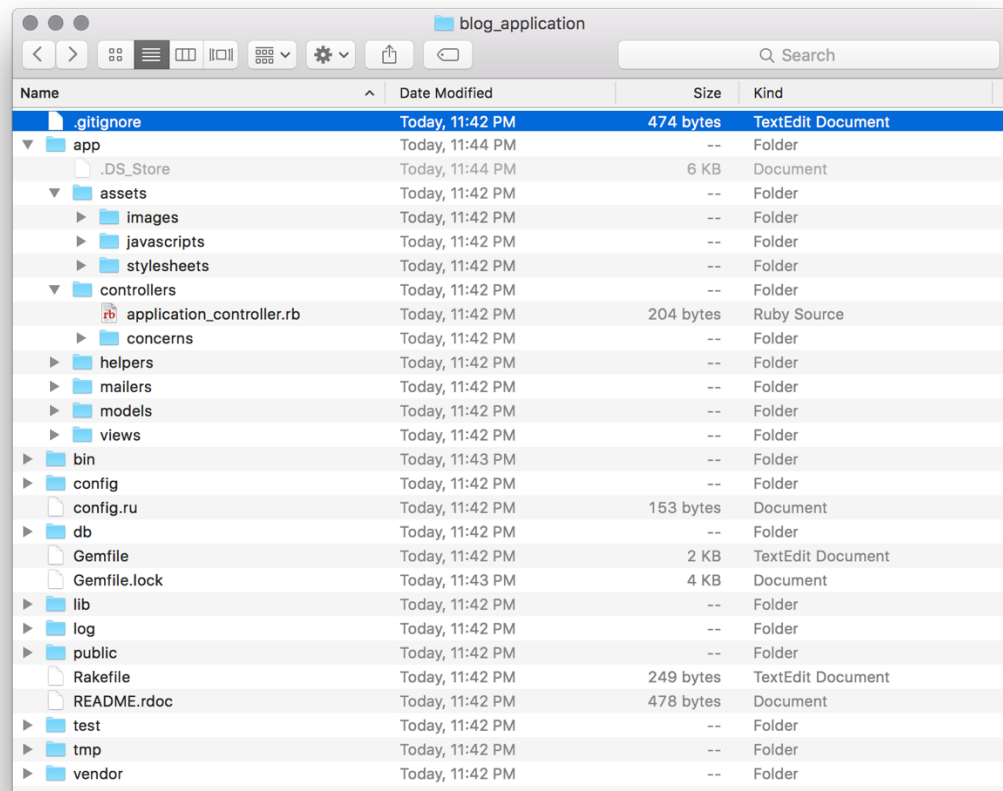 blog_application
Search
Name Date Modified Size Kind
.gitignore Today, 11:42 PM 474 bytes TextEdit Document
app Today, 11:44 PM -- Folder
.DS_Store Today, 11:44 PM 6 KB Document
assets Today, 11:42 PM -- Folder
images Today, 11:42 PM -- Folder
javascripts Today, 11:42 PM -- Folder
stylesheets Today, 11:42 PM -- Folder
controllers Today, 11:42 PM -- Folder
rb application_controller.rb Today, 11:42 PM 204 bytes Ruby Source
concerns Today, 11:42 PM -- Folder
helpers Today, 11:42 PM -- Folder
mailers Today, 11:42 PM -- Folder
models Today, 11:42 PM -- Folder
views Today, 11:42 PM -- Folder
bin Today, 11:43 PM -- Folder
config Today, 11:42 PM -- Folder
config.ru Today, 11:42 PM 153 bytes Document
db Today, 11:42 PM -- Folder
Gemfile Today, 11:42 PM 2 KB TextEdit Document
Gemfile.lock Today, 11:43 PM 4 KB Document
lib Today, 11:42 PM -- Folder
log Today, 11:42 PM -- Folder
public Today, 11:42 PM -- Folder
Rakefile Today, 11:42 PM 249 bytes TextEdit Document
README.rdoc Today, 11:42 PM 478 bytes Document
test Today, 11:42 PM -- Folder
tmp Today, 11:42 PM -- Folder
vendor Today, 11:42 PM -- Folder